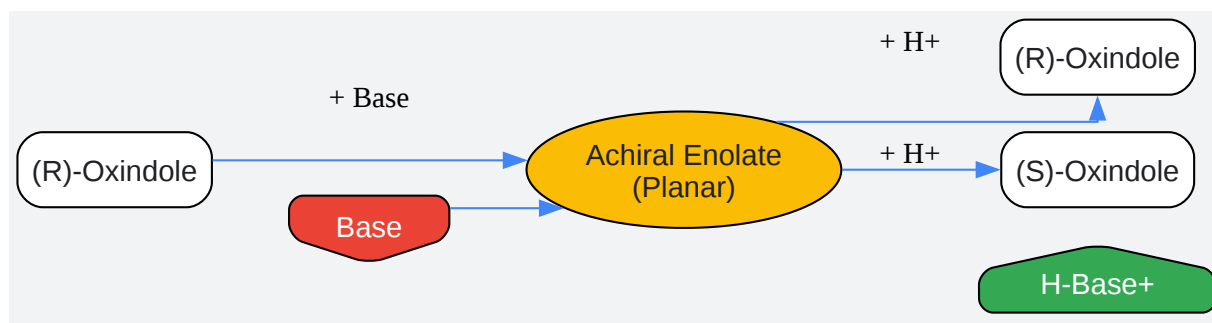 + H+
(R)-Oxindole
+ Base
(R)-Oxindole
Achiral Enolate
(Planar)
+ H+
(S)-Oxindole
Base
H-Base+